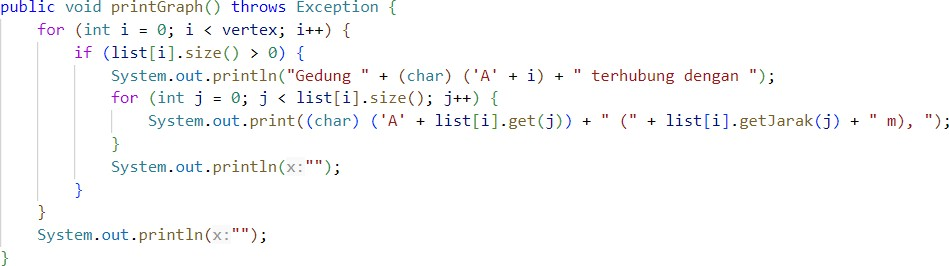 public void printGraph() throws Exception {
    for (int i = 0; i < vertex; i++) {
        if (list[i].size() > 0) {
            System.out.println("Gedung " + (char) ('A' + i) + " terhubung dengan ");
            for (int j = 0; j < list[i].size(); j++) {
                System.out.print((char) ('A' + list[i].get(j)) + " (" + list[i].getJarak(j) + " m), ");
            }
            System.out.println(x:"");
        }
    }
    System.out.println(x:"");
}